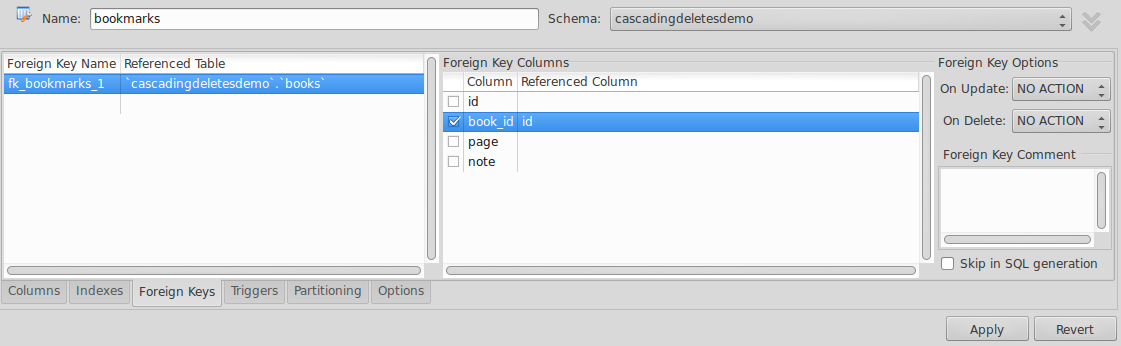 Name: bookmarks Schema: cascadingdeletesdemo
Foreign Key Name Referenced Table
fk_bookmarks_1 `cascadingdeletesdemo`.`books`
Foreign Key Columns
Column Referenced Column
id
book_id id
page
note
Foreign Key Options
On Update: NO ACTION
On Delete: NO ACTION
Foreign Key Comment
Skip in SQL generation
Columns Indexes Foreign Keys Triggers Partitioning Options
Apply Revert